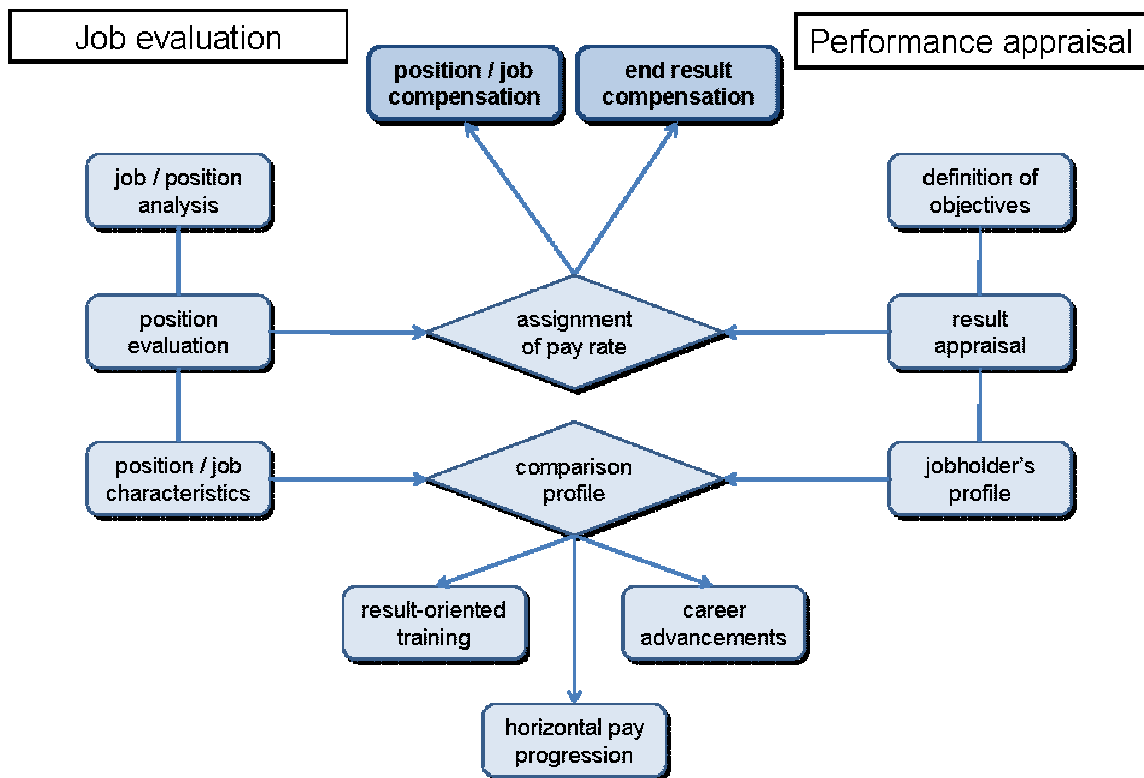 Job evaluation
Performance appraisal
position / job
compensation
end result
compensation
job / position
analysis
definition of
objectives
position
evaluation
assignment
of pay rate
result
appraisal
position / job
characteristics
comparison
profile
jobholder's
profile
result-oriented
training
career
advancements
horizontal pay
progression